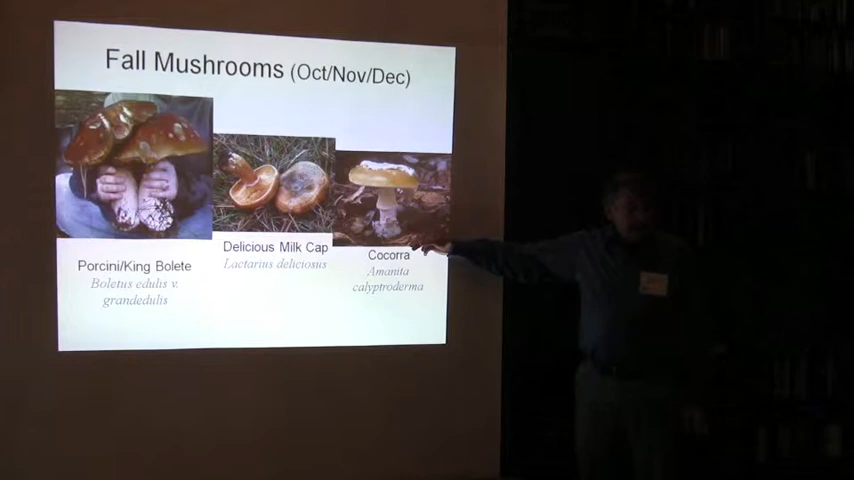 Fall Mushrooms (Oct/Nov/Dec)
Porcini/King Bolete
Boletus edulis v.
grandedulis
Delicious Milk Cap
Lactarius deliciosus
Cocorra
Amanita
calyptroderma